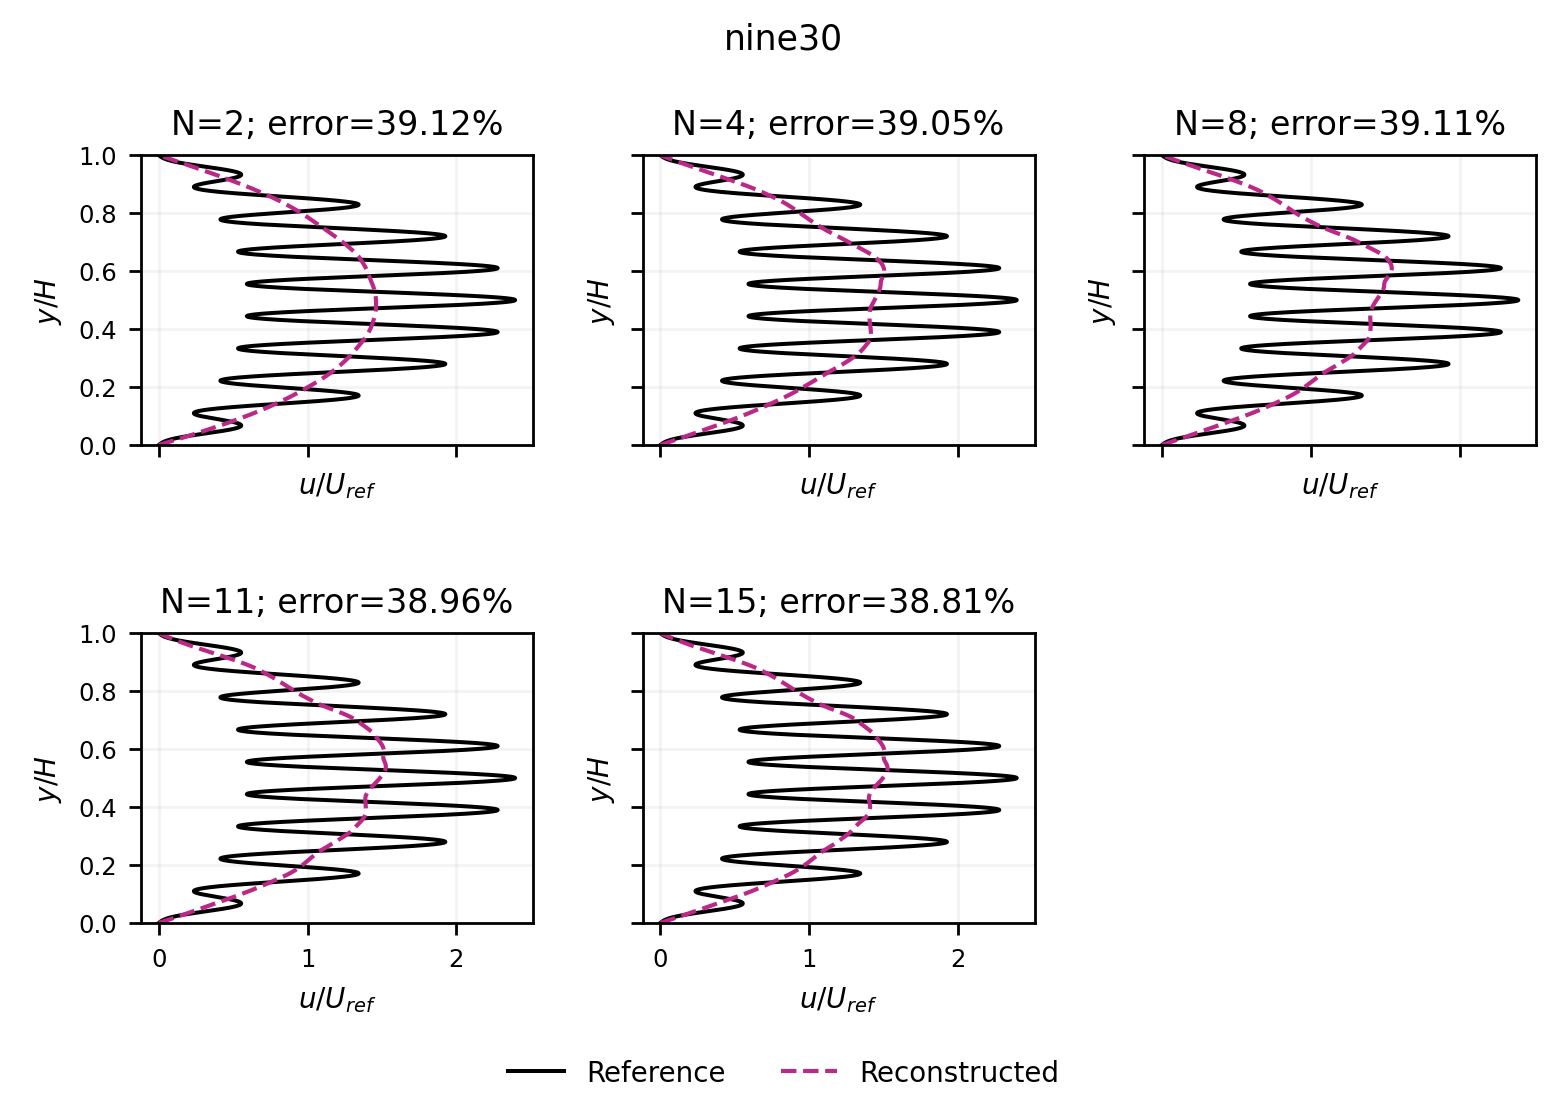 nine30
N=2; error=39.12%
N=4; error=39.05%
N=8; error=39.11%
1.0
0.8
0.6
0.4
0.2
0.0
y/H
y/H
y/H
u/U_ref
u/U_ref
u/U_ref
N=11; error=38.96%
N=15; error=38.81%
1.0
0.8
0.6
0.4
0.2
0.0
y/H
y/H
0 1 2
0 1 2
u/U_ref
u/U_ref
Reference
Reconstructed